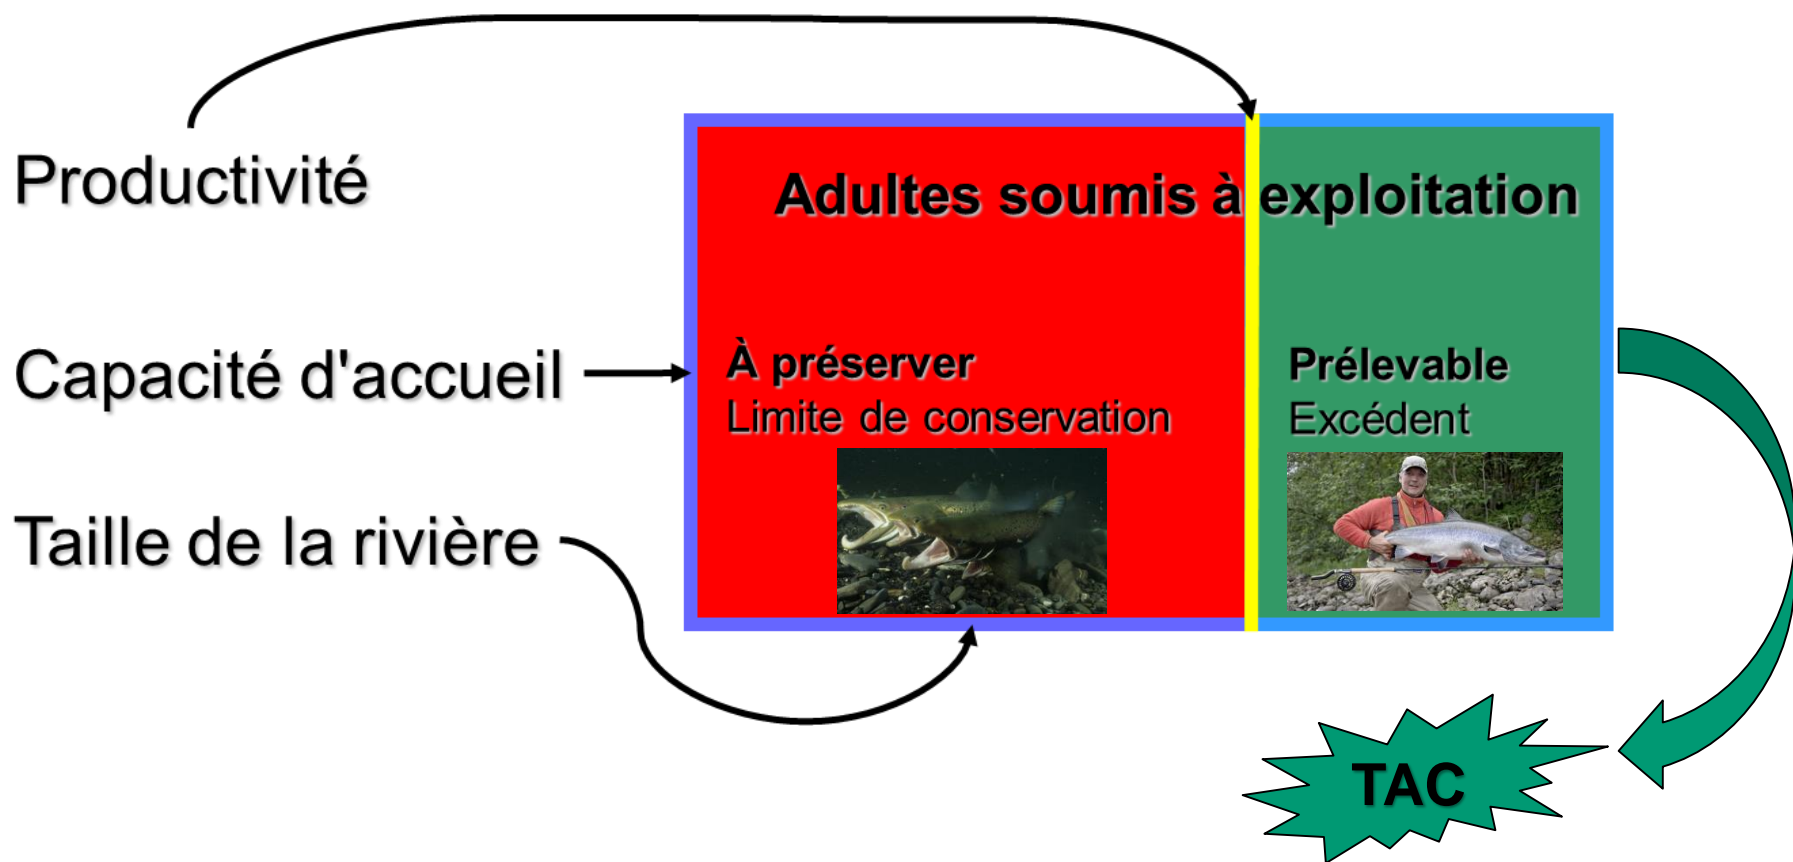 Productivité
Adultes soumis à exploitation
Capacité d'accueil
À préserver
Limite de conservation
Prélevable
Excédent
Taille de la rivière
TAC